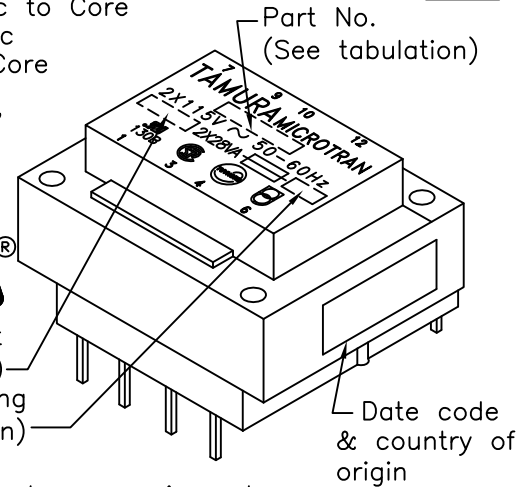 c to Core
c
Core
Part No.
(See tabulation)
7 9 10 12
TAMURA MICROTRAN
2X115V ~ 50-60Hz
130B 2X28VA
1 3 4 6
®
)
ng
n)
Date code
& country of
origin